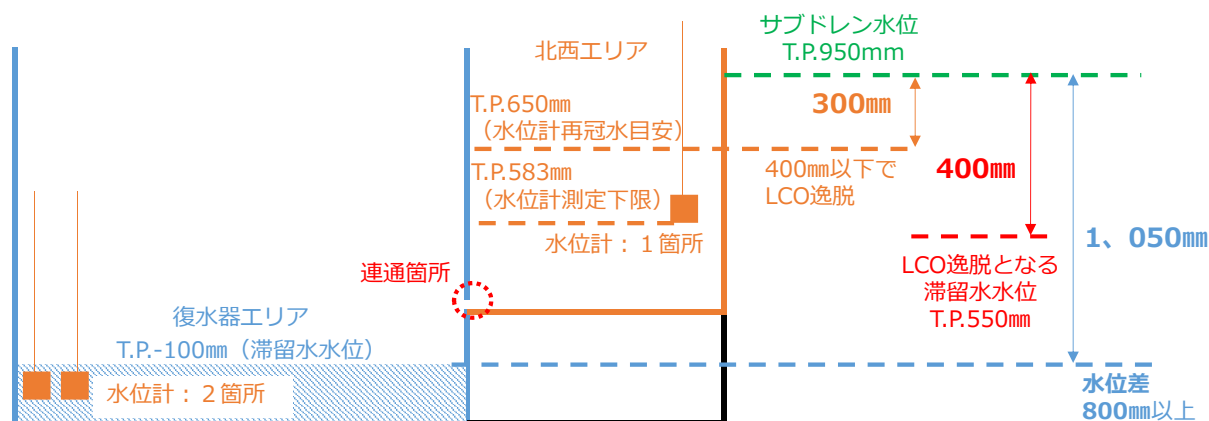 サブドレン水位
T.P.950mm
北西エリア
300㎜
T.P.650㎜
（水位計再冠水目安）
T.P.583㎜
（水位計測定下限）
400㎜以下で
LCO逸脱
400㎜
水位計：１箇所
1、050㎜
LCO逸脱となる
滞留水水位
T.P.550㎜
連通箇所
復水器エリア
T.P.-100㎜（滞留水水位）
水位計：２箇所
水位差
800㎜以上